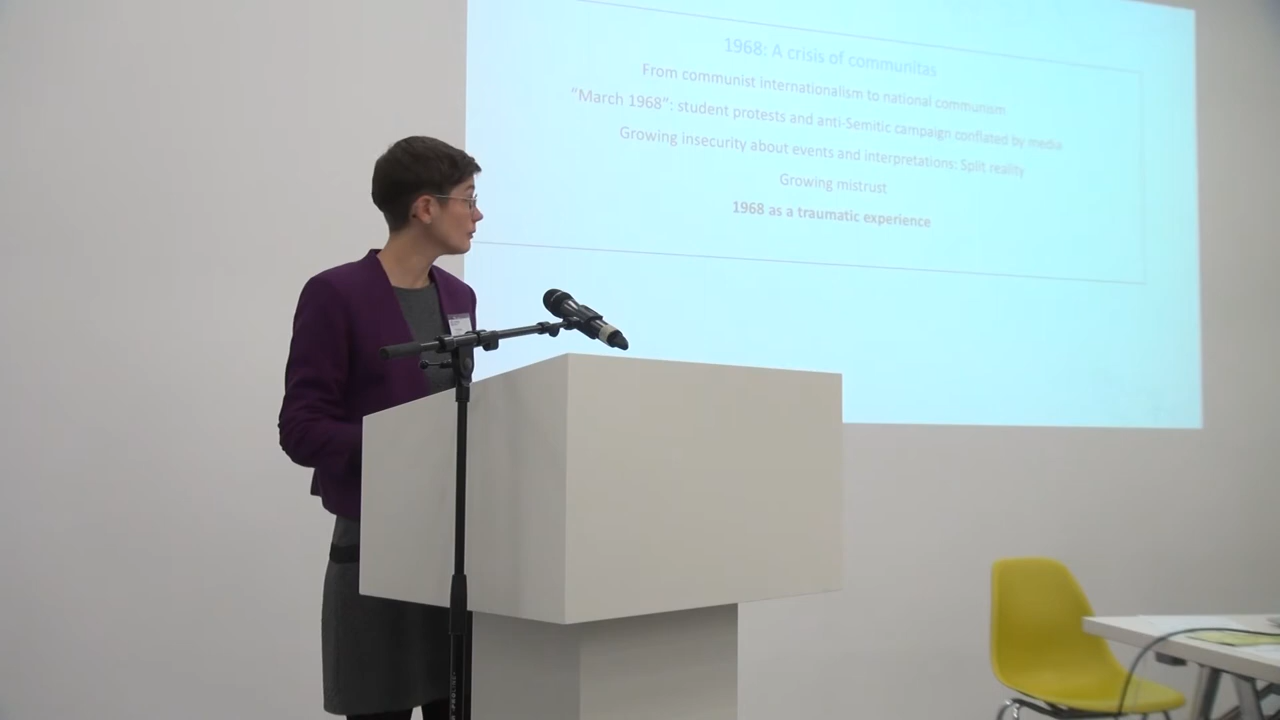 1968: A crisis of communitas
From communist internationalism to national communism
"March 1968": student protests and anti-Semitic campaign conflated by media
Growing insecurity about events and interpretations: Split reality
Growing mistrust
1968 as a traumatic experience